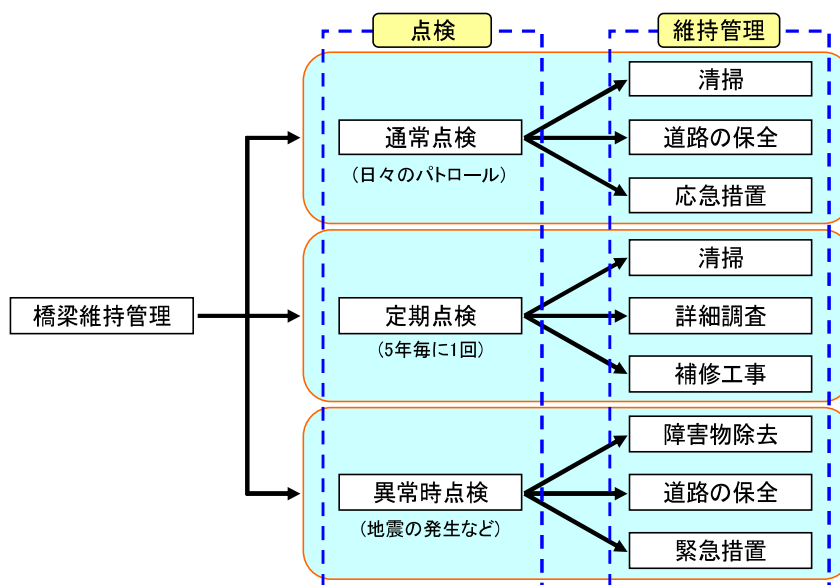 点検
維持管理
清掃
通常点検
道路の保全
(日々のパトロール)
応急措置
清掃
橋梁維持管理
定期点検
詳細調査
(5年毎に1回)
補修工事
障害物除去
異常時点検
道路の保全
(地震の発生など)
緊急措置